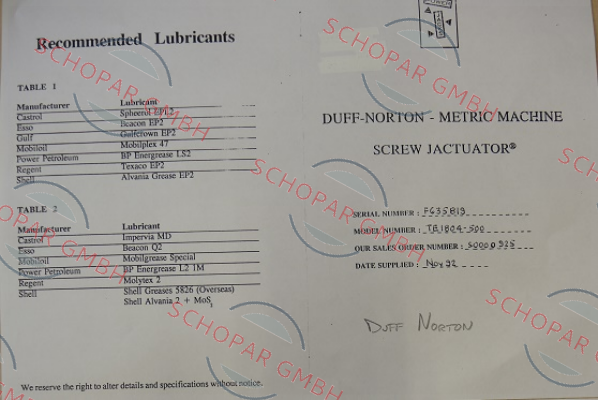 Recommended Lubricants
TABLE 1
Manufacturer Lubricant
Castrol Spheerol EPL2
Esso Beacon EP2
Gulf Gulfcrown EP2
Mobiloil Mobilplex 47
Power Petroleum BP Energrease LS2
Regent Texaco EP2
Shell Alvania Grease EP2
TABLE 2
Manufacturer Lubricant
Castrol Impervia MD
Esso Beacon Q2
Mobiloil Mobilgrease Special
Power Petroleum BP Energrease L2 1M
Regent Molytex 2
Shell Shell Greases 5826 (Overseas)
Shell Alvania 2 + MoS
We reserve the right to alter details and specifications without notice.
POWER
DUFF-NORTON - METRIC MACHINE
SCREW JACTUATOR®
SERIAL NUMBER :
MODEL NUMBER : TE1804-500
OUR SALES ORDER NUMBER :
DATE SUPPLIED : Nov 92
DUFF NORTON
SCHOPAR GMBH
SCHOPAR GMBH
SCHOPAR GMBH
SCHOPAR GMBH
SCHOPAR GMBH